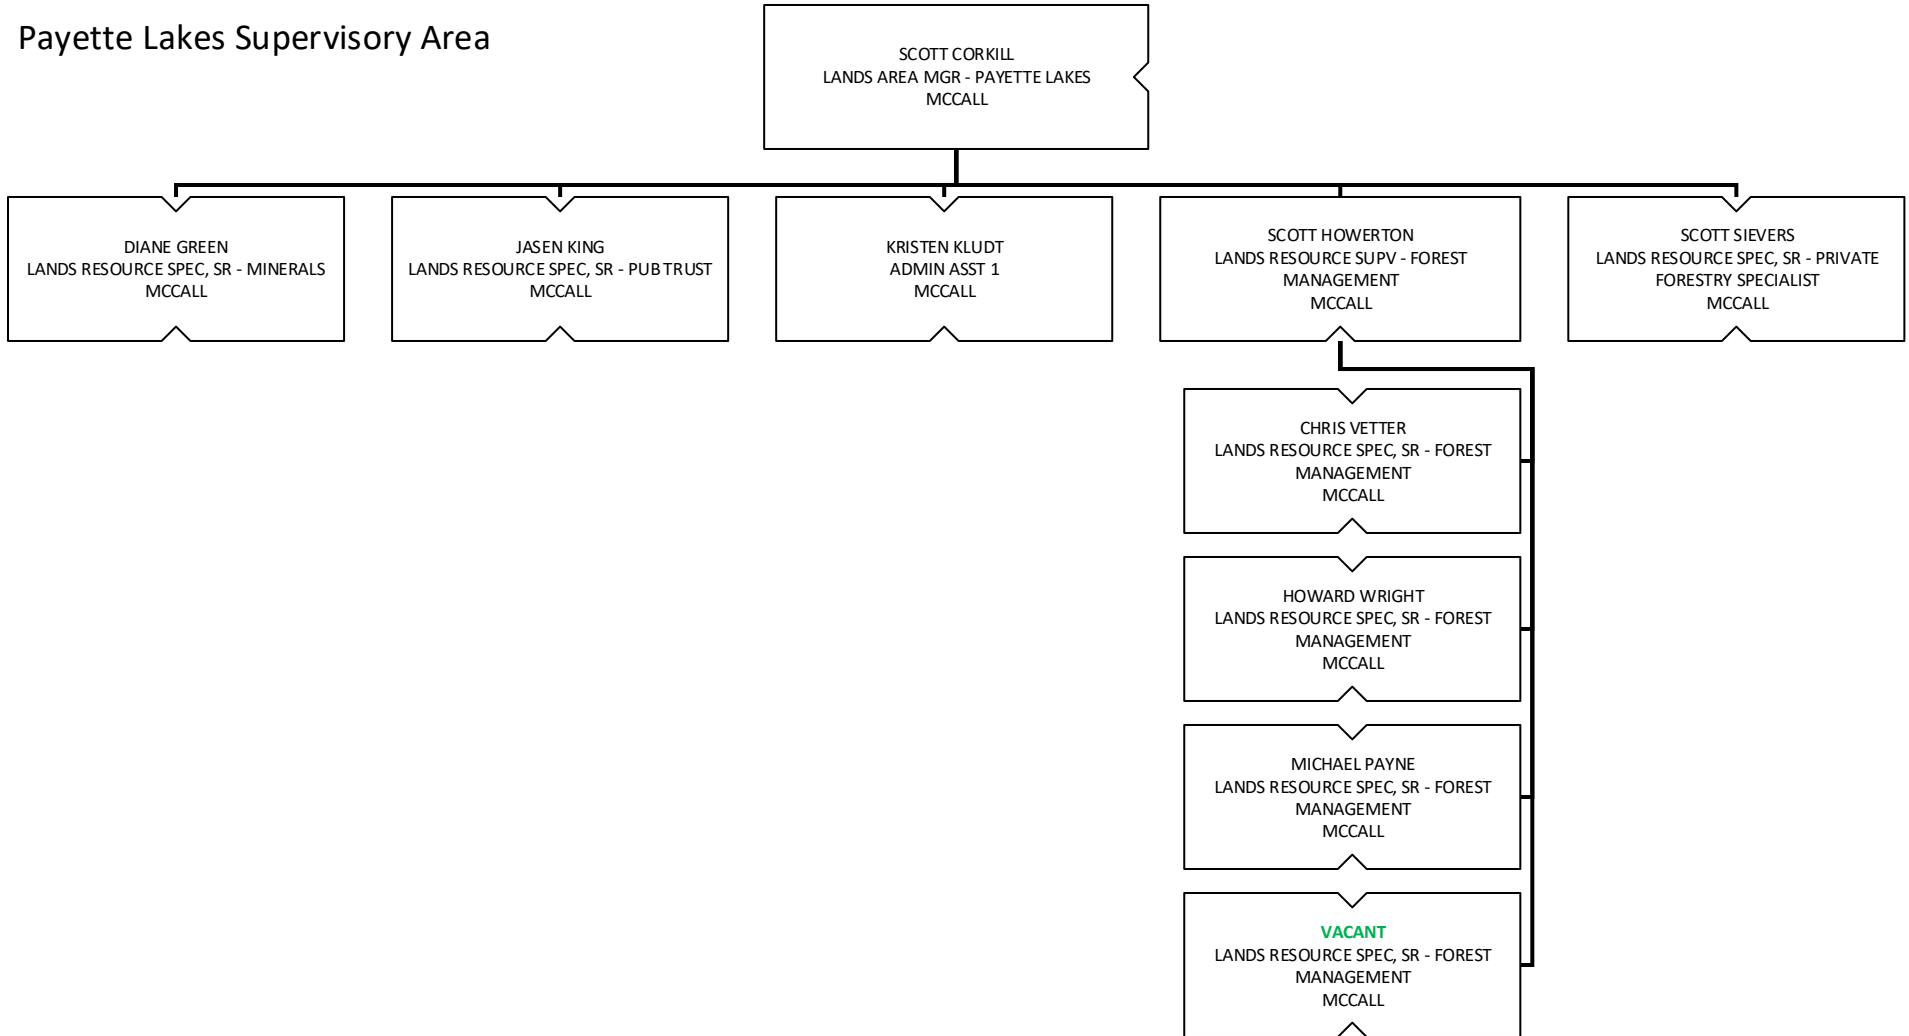 Payette Lakes Supervisory Area
SCOTT CORKILL
LANDS AREA MGR - PAYETTE LAKES
MCCALL
DIANE GREEN
LANDS RESOURCE SPEC, SR - MINERALS
MCCALL
JASEN KING
LANDS RESOURCE SPEC, SR - PUB TRUST
MCCALL
KRISTEN KLUDT
ADMIN ASST 1
MCCALL
SCOTT HOWERTON
LANDS RESOURCE SUPV - FOREST
MANAGEMENT
MCCALL
SCOTT SIEVERS
LANDS RESOURCE SPEC, SR - PRIVATE
FORESTRY SPECIALIST
MCCALL
CHRIS VETTER
LANDS RESOURCE SPEC, SR - FOREST
MANAGEMENT
MCCALL
HOWARD WRIGHT
LANDS RESOURCE SPEC, SR - FOREST
MANAGEMENT
MCCALL
MICHAEL PAYNE
LANDS RESOURCE SPEC, SR - FOREST
MANAGEMENT
MCCALL
VACANT
LANDS RESOURCE SPEC, SR - FOREST
MANAGEMENT
MCCALL